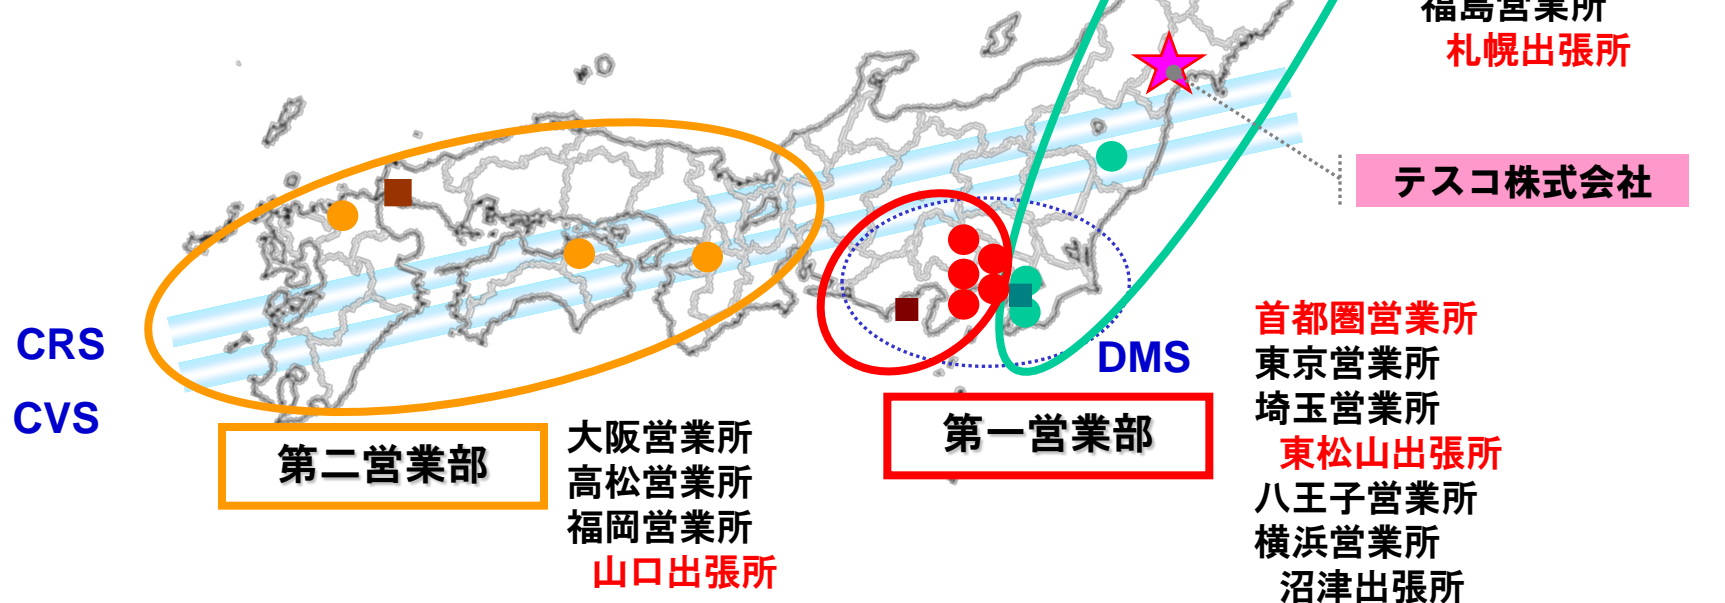 福島営業所
札幌出張所
テスコ株式会社
CRS
CVS
DMS
第二営業部
大阪営業所
高松営業所
福岡営業所
山口出張所
第一営業部
首都圏営業所
東京営業所
埼玉営業所
東松山出張所
八王子営業所
横浜営業所
沼津出張所